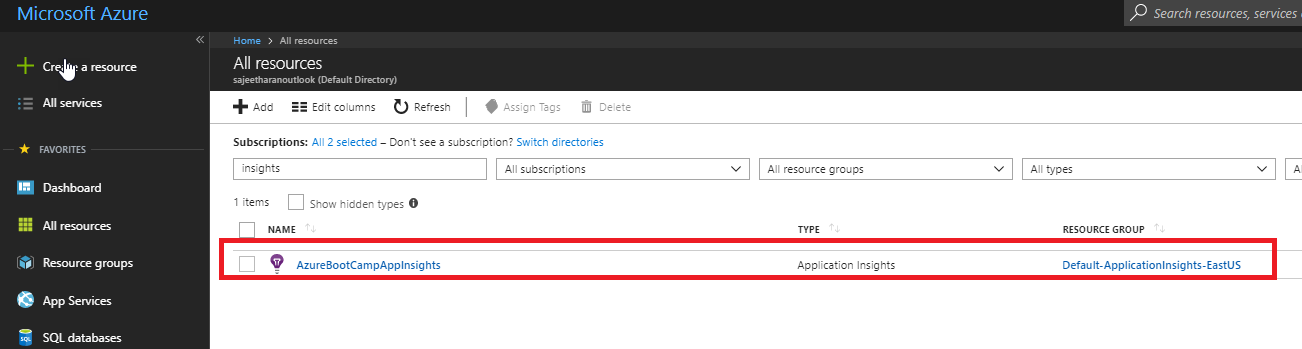 Microsoft Azure
Search resources, services
Create a resource
All services
FAVORITES
Dashboard
All resources
Resource groups
App Services
SQL databases
Home > All resources
All resources
sajeetharanoutlook (Default Directory)
Add Edit columns Refresh Assign Tags Delete
Subscriptions: All 2 selected – Don't see a subscription? Switch directories
insights All subscriptions All resource groups All types
1 items Show hidden types
NAME TYPE RESOURCE GROUP
AzureBootCampAppInsights Application Insights Default-ApplicationInsights-EastUS